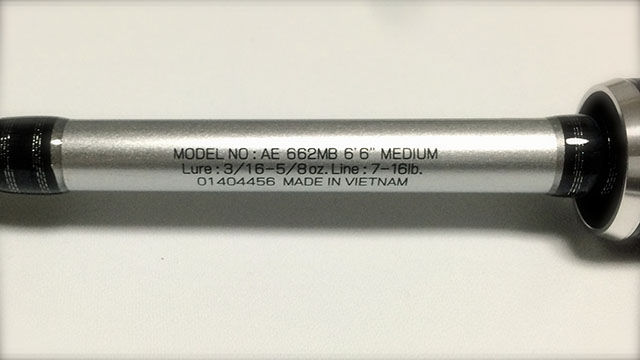 MODEL NO : AE 662MB 6'6" MEDIUM
Lure : 3/16-5/8oz. Line : 7-16lb.
01404456 MADE IN VIETNAM